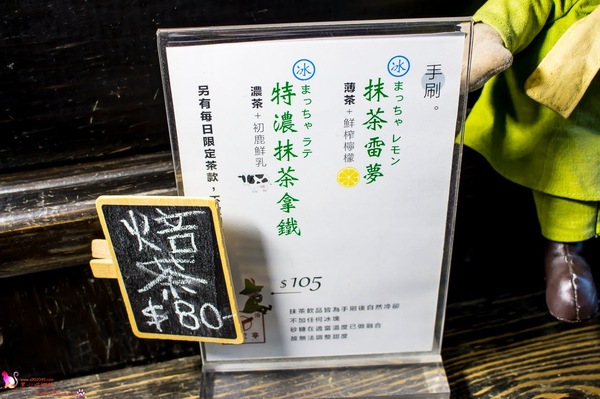 手刷。
冰
抹茶雷夢
まっちゃ レモン
薄茶+鮮榨檸檬
冰
特濃抹茶拿鐵
まっちゃ ラテ
濃茶+初鹿鮮乳
另有每日限定茶款,
$105
抹茶飲品皆為手刷後自然冷卻
不加任何冰塊
砂糖在適當溫度已做融合
故無法調整甜度
焙茶
$80-